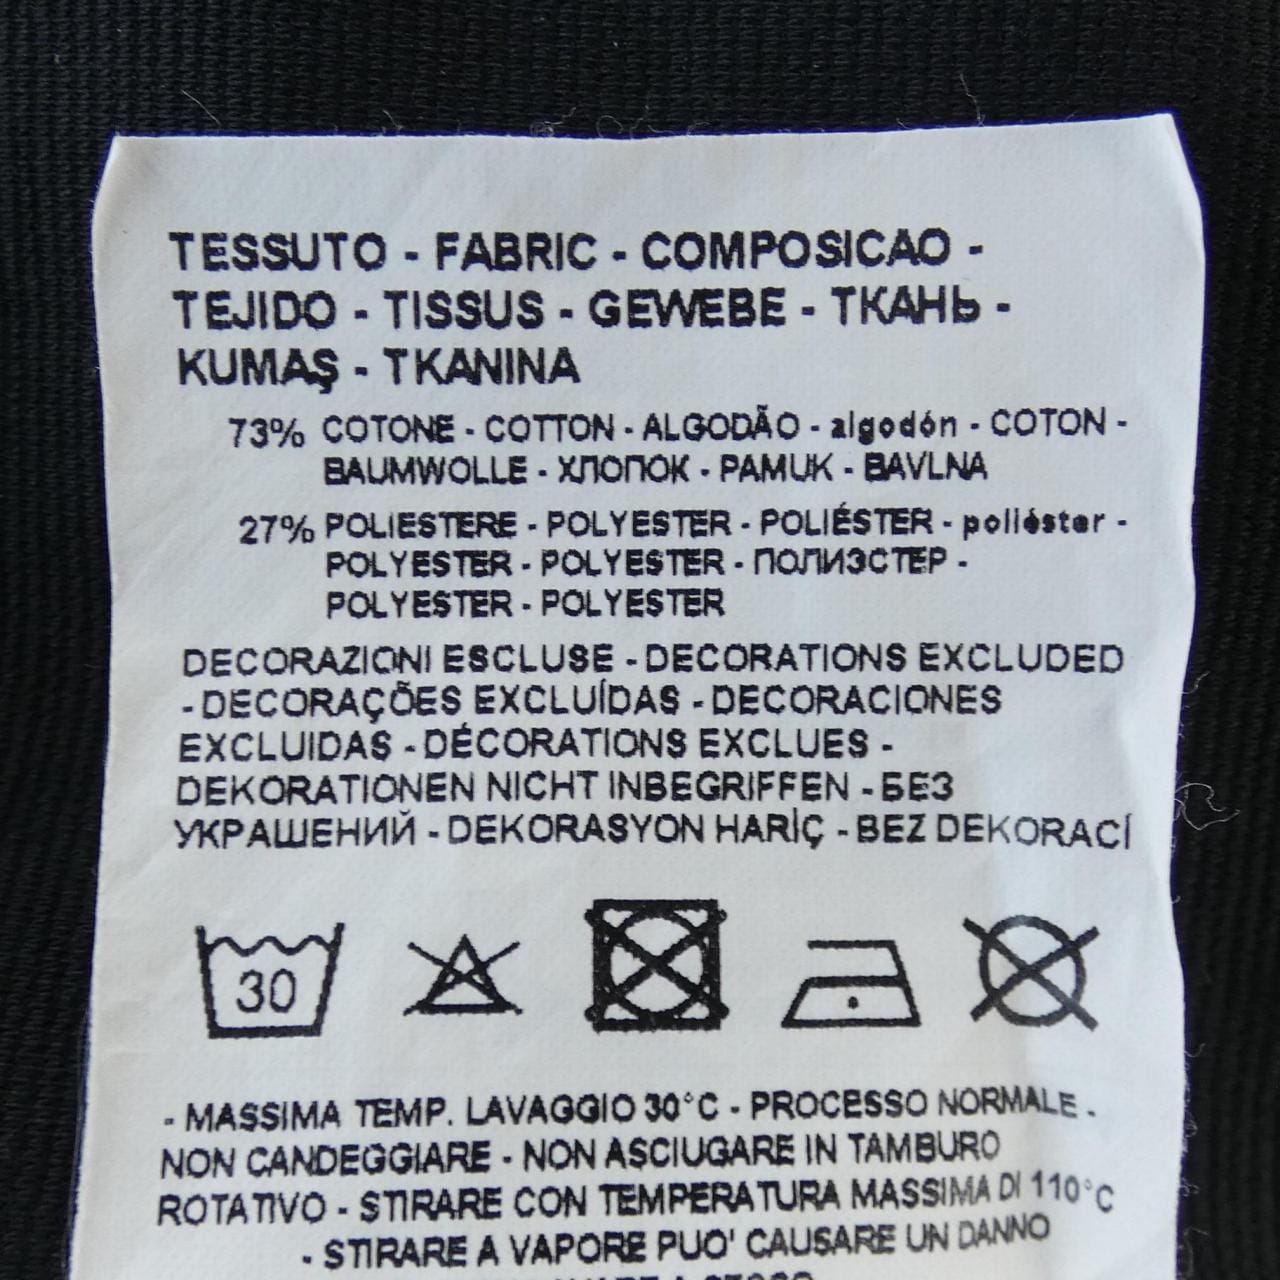 TESSUTO - FABRIC - COMPOSICAO -
TEJIDO - TISSUS - GEWEBE - ТКАНЬ -
KUMAŞ - TKANINA
73% COTONE - COTTON - ALGODÃO - algodón - COTON -
BAUMWOLLE - ХЛОПОК - PAMUK - BAVLNA
27% POLIESTERE - POLYESTER - POLIÉSTER - poliéster -
POLYESTER - POLYESTER - ПОЛИЭСТЕР -
POLYESTER - POLYESTER
DECORAZIONI ESCLUSE - DECORATIONS EXCLUDED
- DECORAÇÕES EXCLUÍDAS - DECORACIONES
EXCLUIDAS - DÉCORATIONS EXCLUES -
DEKORATIONEN NICHT INBEGRIFFEN - БЕЗ
УКРАШЕНИЙ - DEKORASYON HARİÇ - BEZ DEKORACÍ
30
- MASSIMA TEMP. LAVAGGIO 30°C - PROCESSO NORMALE -
NON CANDEGGIARE - NON ASCIUGARE IN TAMBURO
ROTATIVO - STIRARE CON TEMPERATURA MASSIMA DI 110°C
- STIRARE A VAPORE PUO' CAUSARE UN DANNO